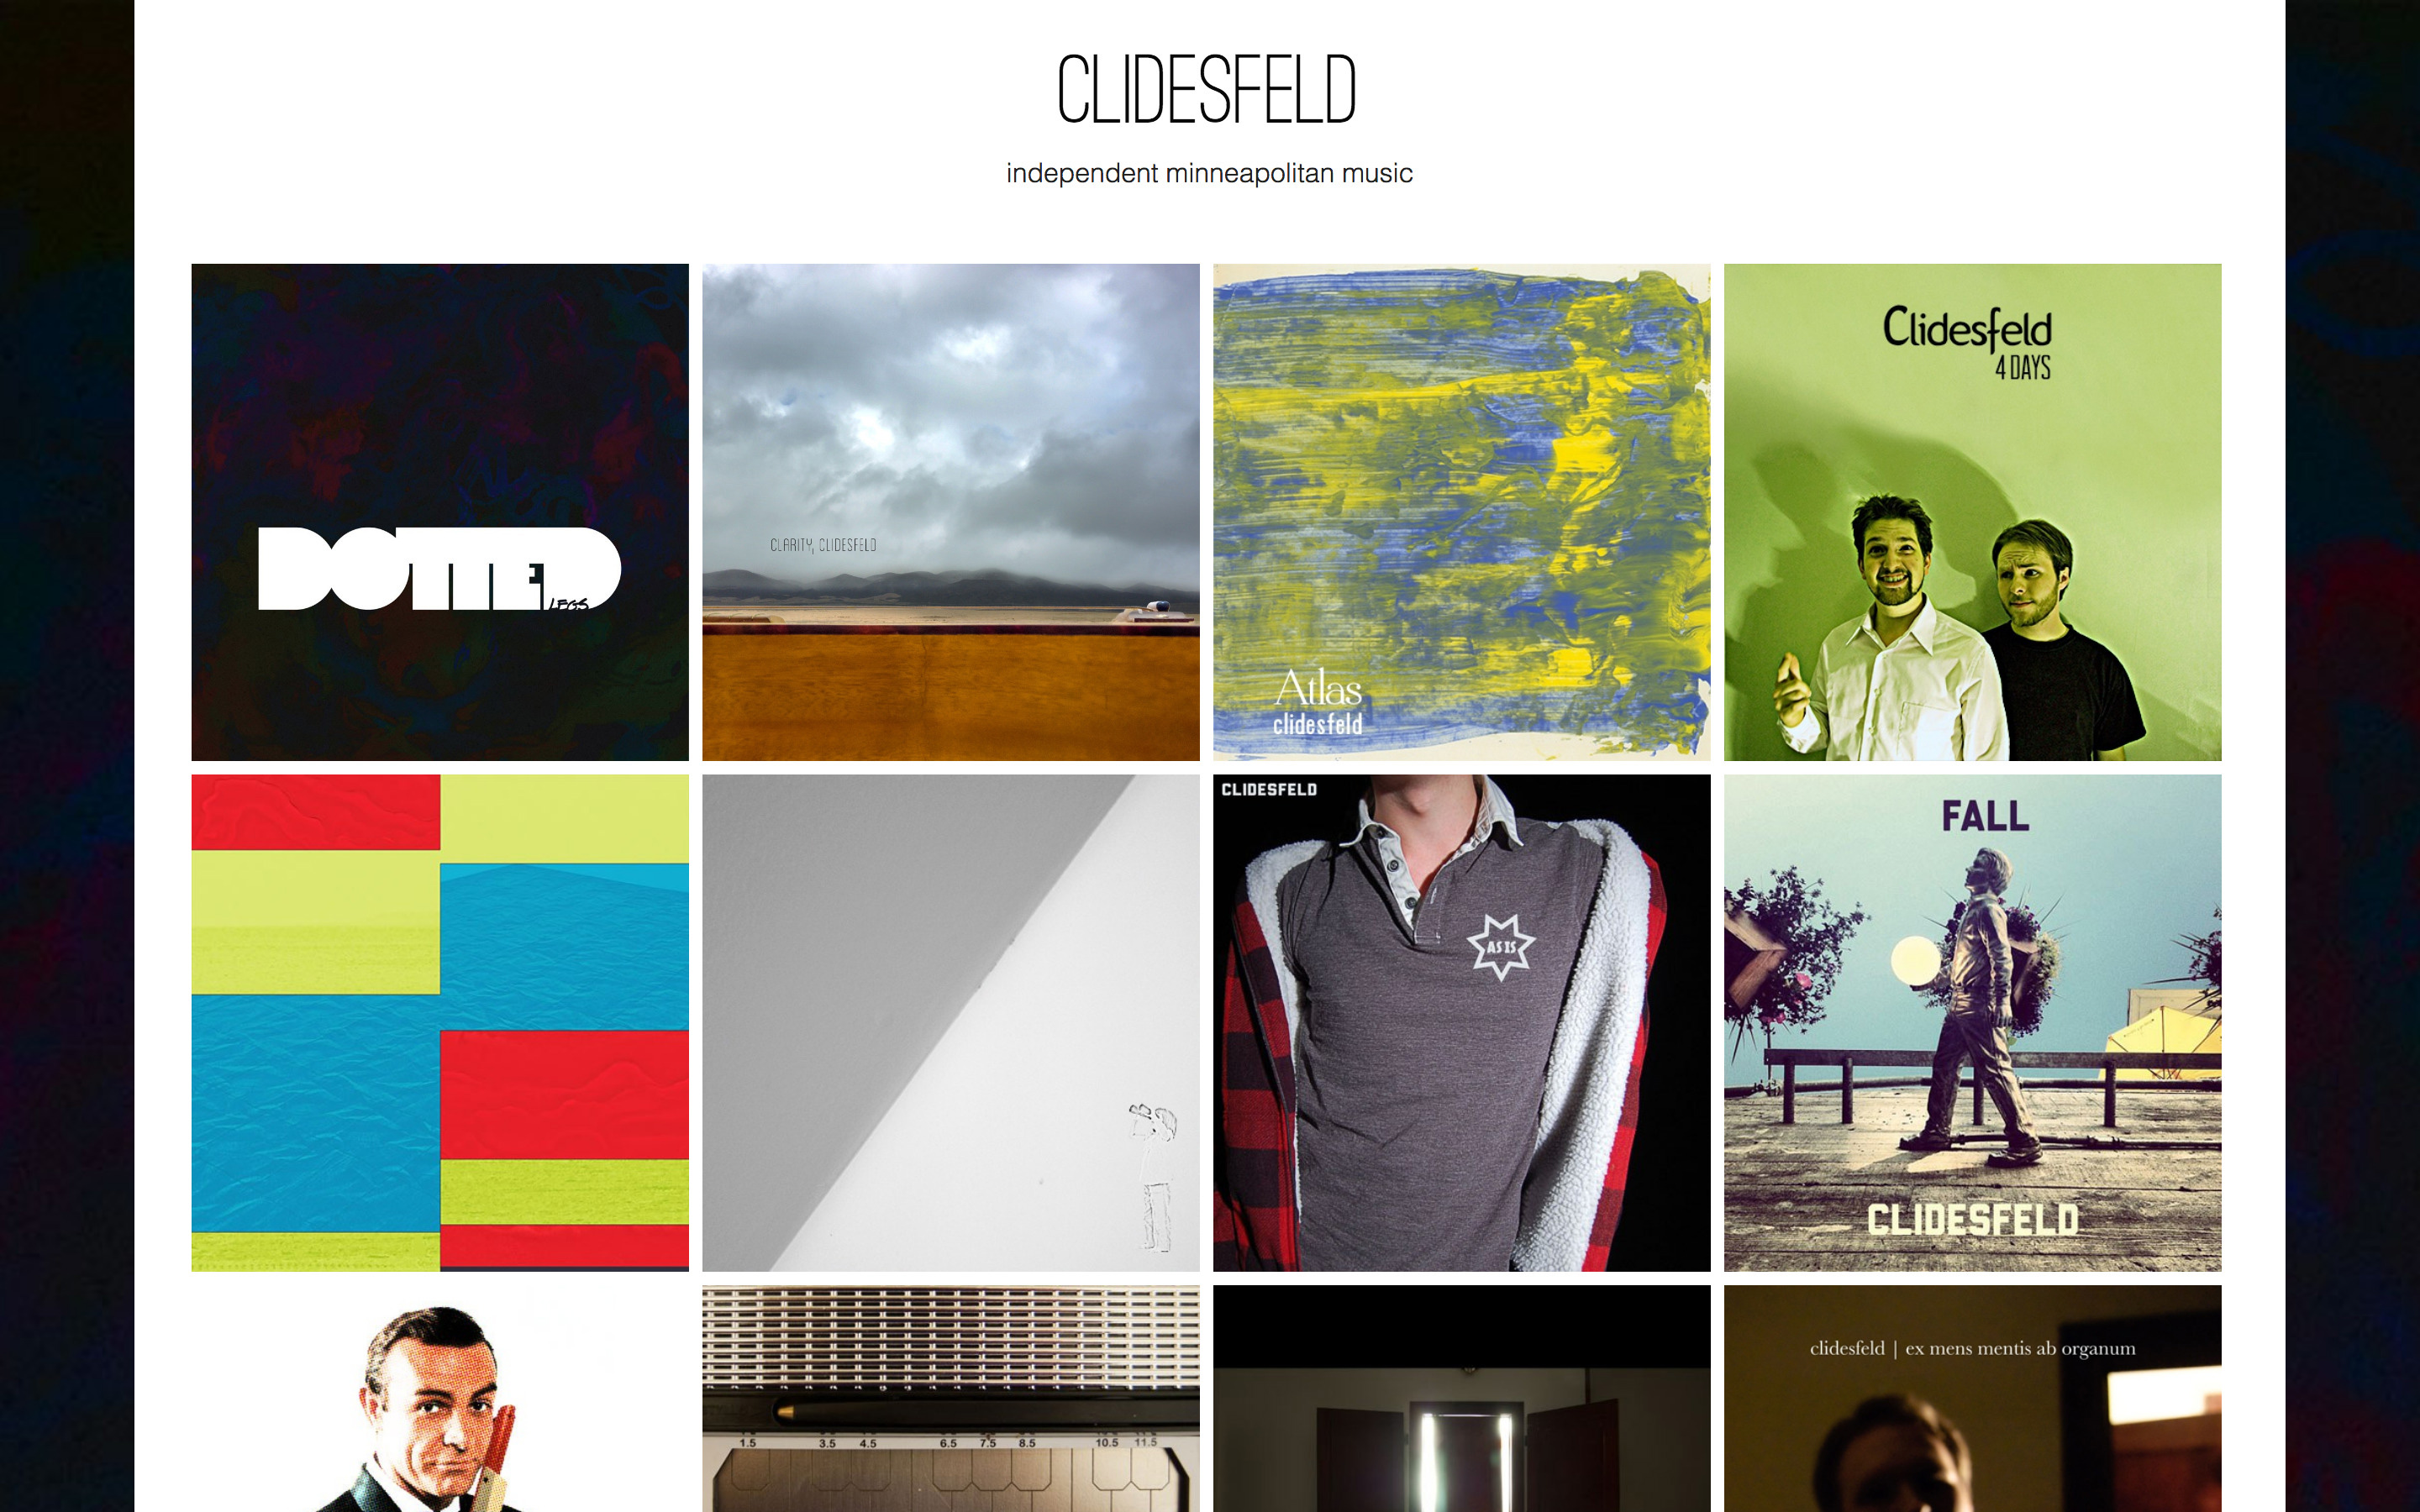 CLIDESFELD
independent minneapolitan music
DOTTED
LEGS
CLARITY, CLIDESFELD
Atlas
clidesfeld
Clidesfeld
4 DAYS
CLIDESFELD
AS IS
FALL
CLIDESFELD
clidesfeld | ex mens mentis ab organum
1.5 3.5 4.5 6.5 7.5 8.5 10.5 11.5